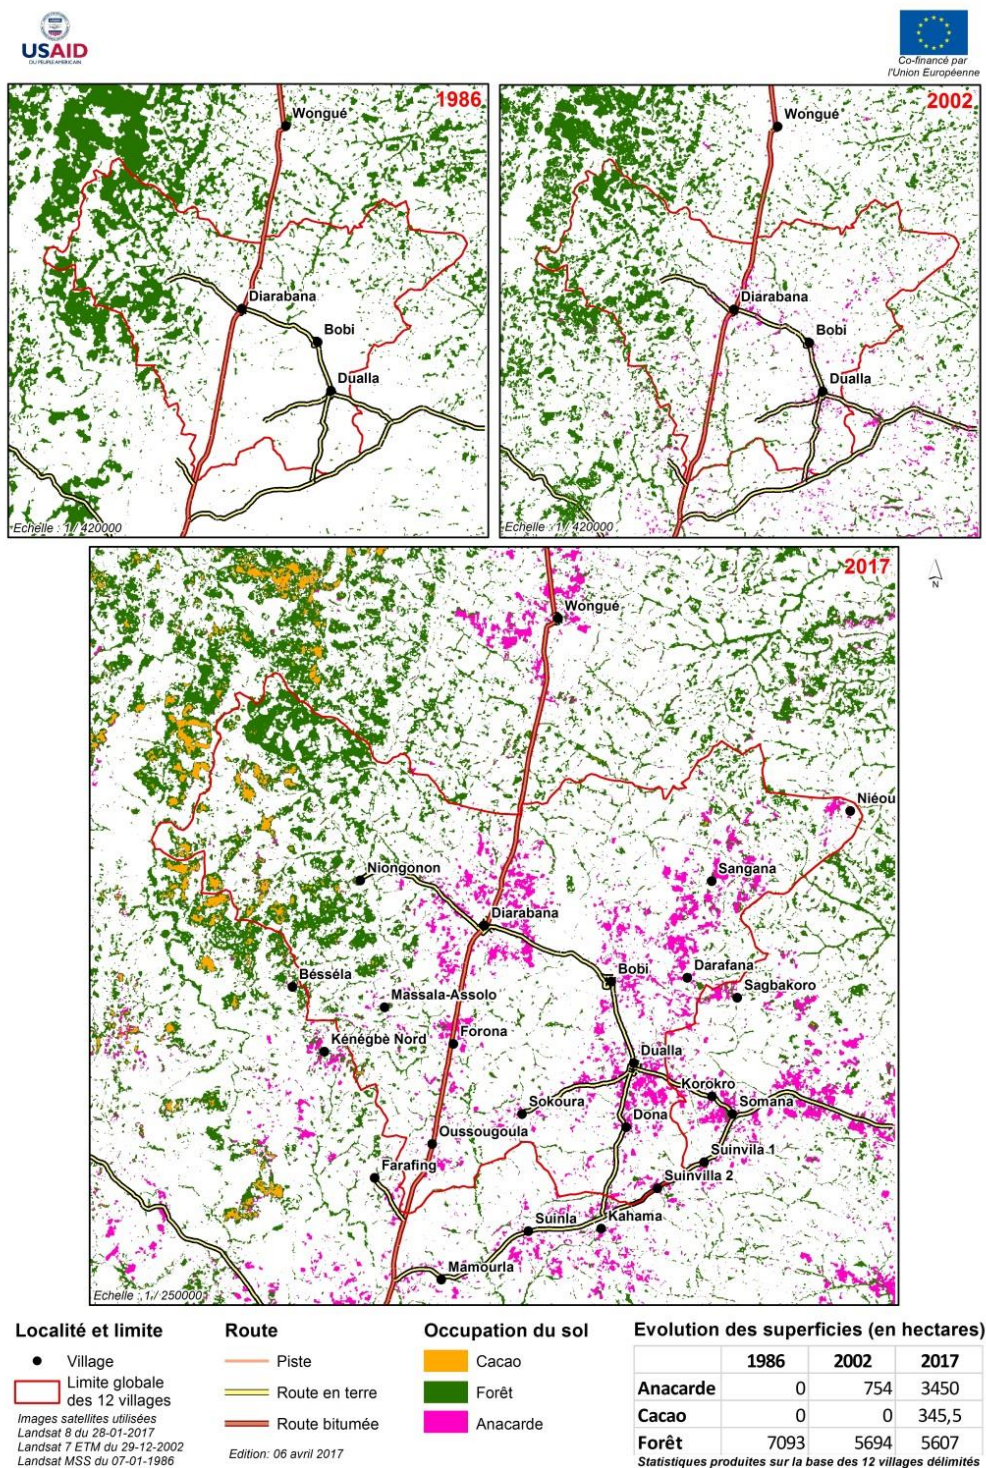 USAID
DU PEUPLE AMERICAIN
Co-financé par
l'Union Européenne
1986
Wongué
Diarabana
Bobi
Dualla
Echelle : 1 / 420000
2002
Wongué
Diarabana
Bobi
Dualla
Echelle : 1 / 420000
2017
N
Wongué
Niéou
Niongonon
Sangana
Diarabana
Bobi
Darafana
Bésséla
Sagbakoro
Massala-Assolo
Kénégbè Nord
Forona
Dualla
Korokro
Sokoura
Somana
Dona
Oussougoula
Suinvila 1
Farafing
Suinvilla 2
Suinla
Kahama
Mamourla
Echelle : 1 / 250000
Localité et limite
Village
Limite globale
des 12 villages
Images satellites utilisées
Landsat 8 du 28-01-2017
Landsat 7 ETM du 29-12-2002
Landsat MSS du 07-01-1986
Route
Piste
Route en terre
Route bitumée
Edition: 06 avril 2017
Occupation du sol
Cacao
Forêt
Anacarde
Evolution des superficies (en hectares)
1986 2002 2017
Anacarde 0 754 3450
Cacao 0 0 345,5
Forêt 7093 5694 5607
Statistiques produites sur la base des 12 villages délimités